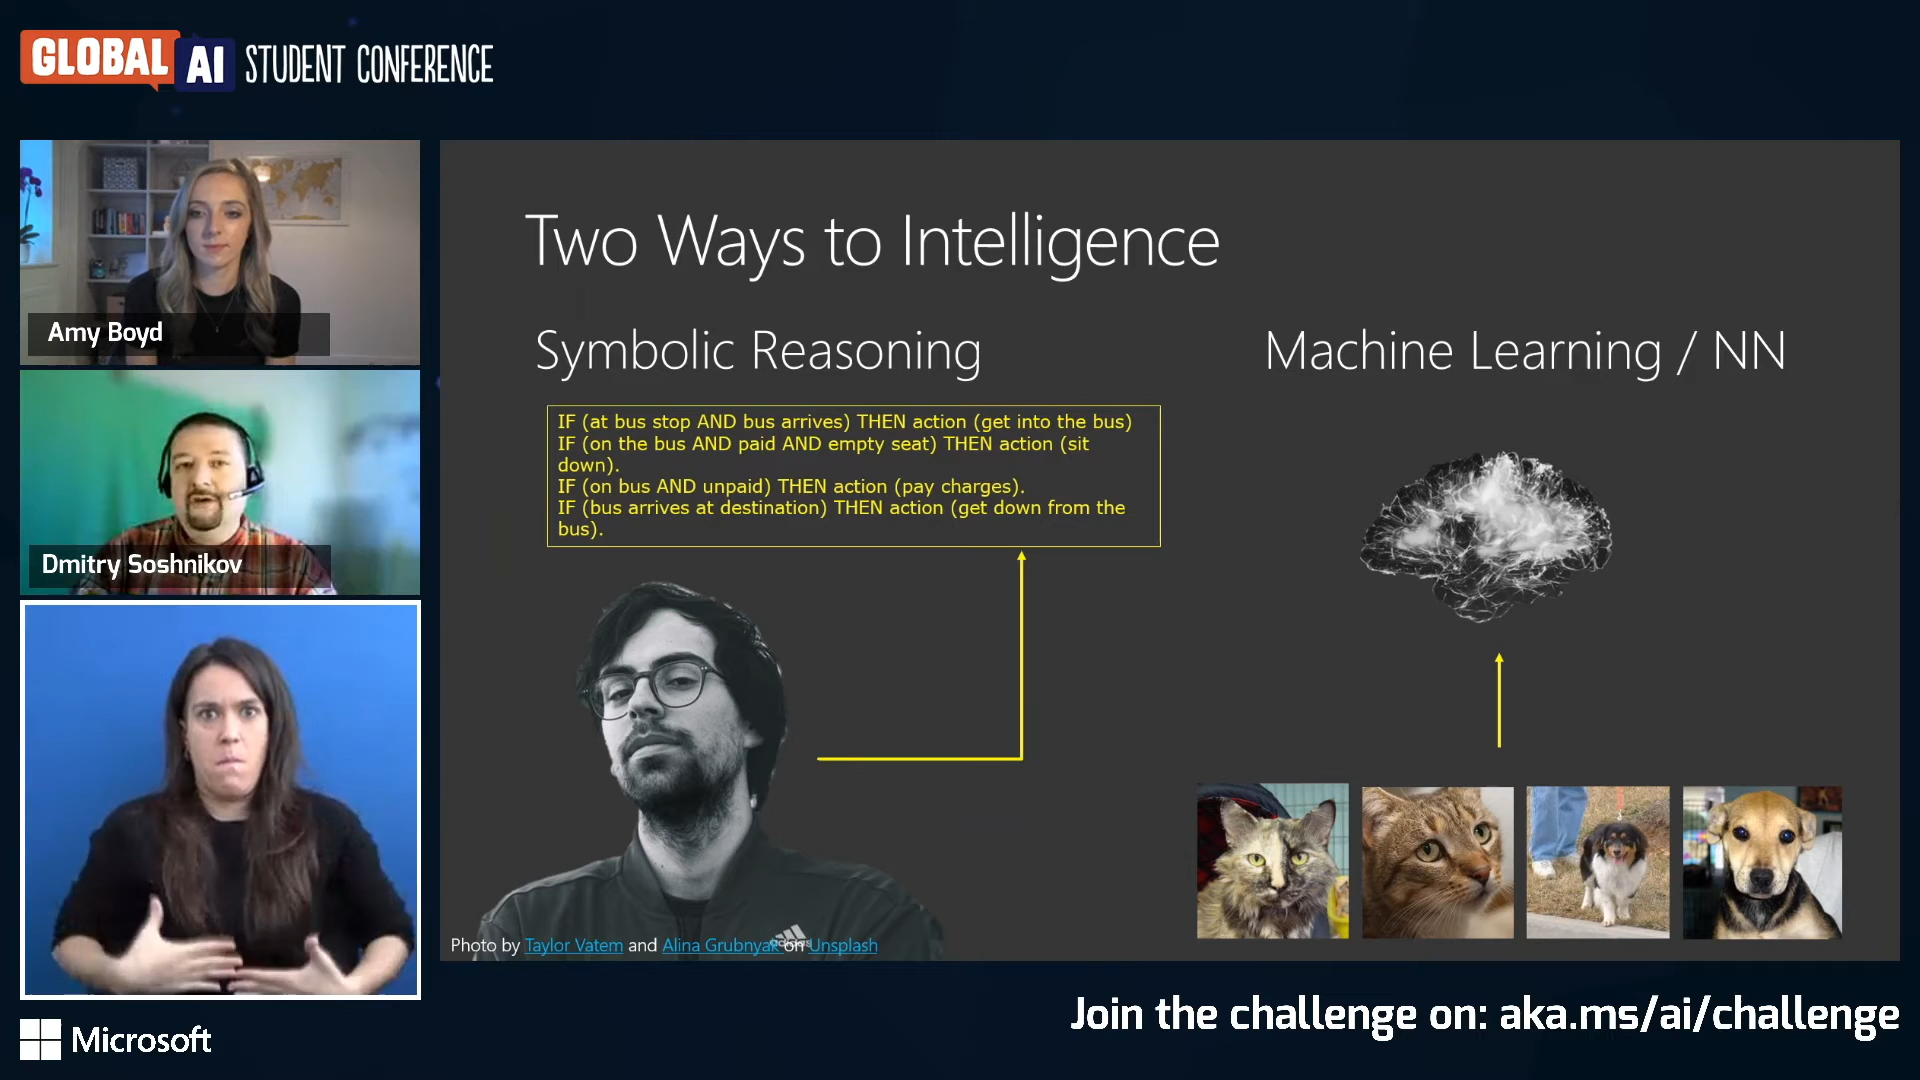 GLOBAL AI STUDENT CONFERENCE
Amy Boyd
Dmitry Soshnikov
Microsoft
Two Ways to Intelligence
Symbolic Reasoning
IF (at bus stop AND bus arrives) THEN action (get into the bus)
IF (on the bus AND paid AND empty seat) THEN action (sit
down).
IF (on bus AND unpaid) THEN action (pay charges).
IF (bus arrives at destination) THEN action (get down from the
bus).
adidas
Photo by Taylor Vatem and Alina Grubnyak on Unsplash
Machine Learning / NN
Join the challenge on: aka.ms/ai/challenge